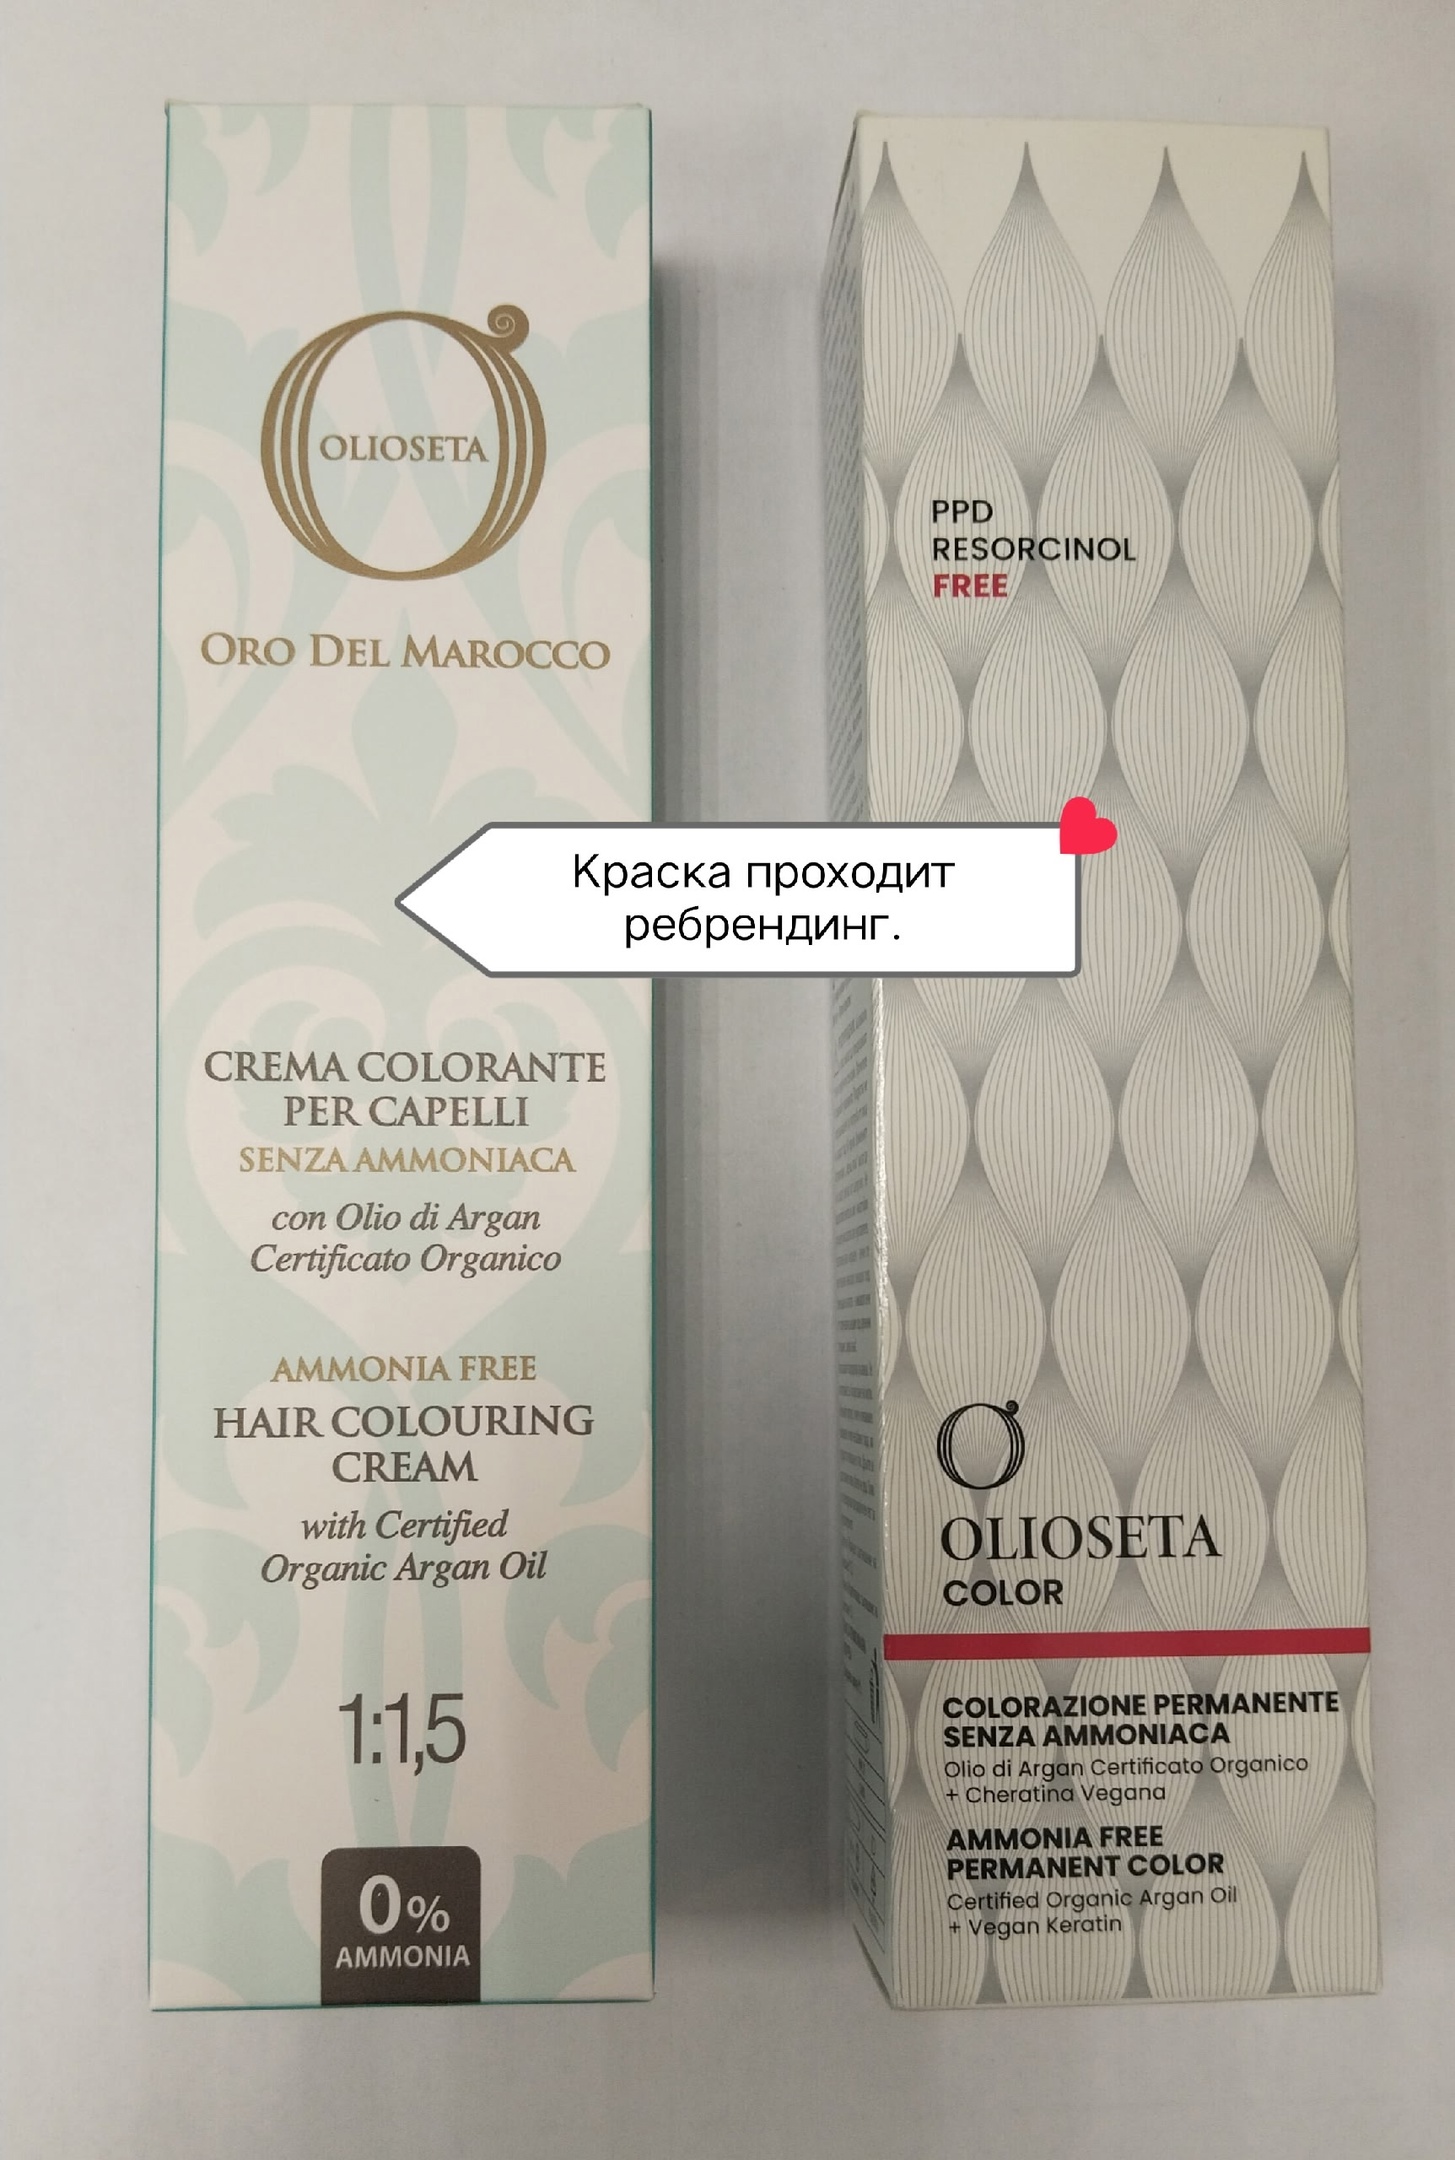 OLIOSETA
ORO DEL MAROCCO
CREMA COLORANTE
PER CAPELLI
SENZA AMMONIACA
con Olio di Argan
Certificato Organico
AMMONIA FREE
HAIR COLOURING
CREAM
with Certified
Organic Argan Oil
1:1,5
0%
AMMONIA
Краска проходит
ребрендинг.
PPD
RESORCINOL
FREE
OLIOSETA
COLOR
COLORAZIONE PERMANENTE
SENZA AMMONIACA
Olio di Argan Certificato Organico
+ Cheratina Vegana
AMMONIA FREE
PERMANENT COLOR
Certified Organic Argan Oil
+ Vegan Keratin